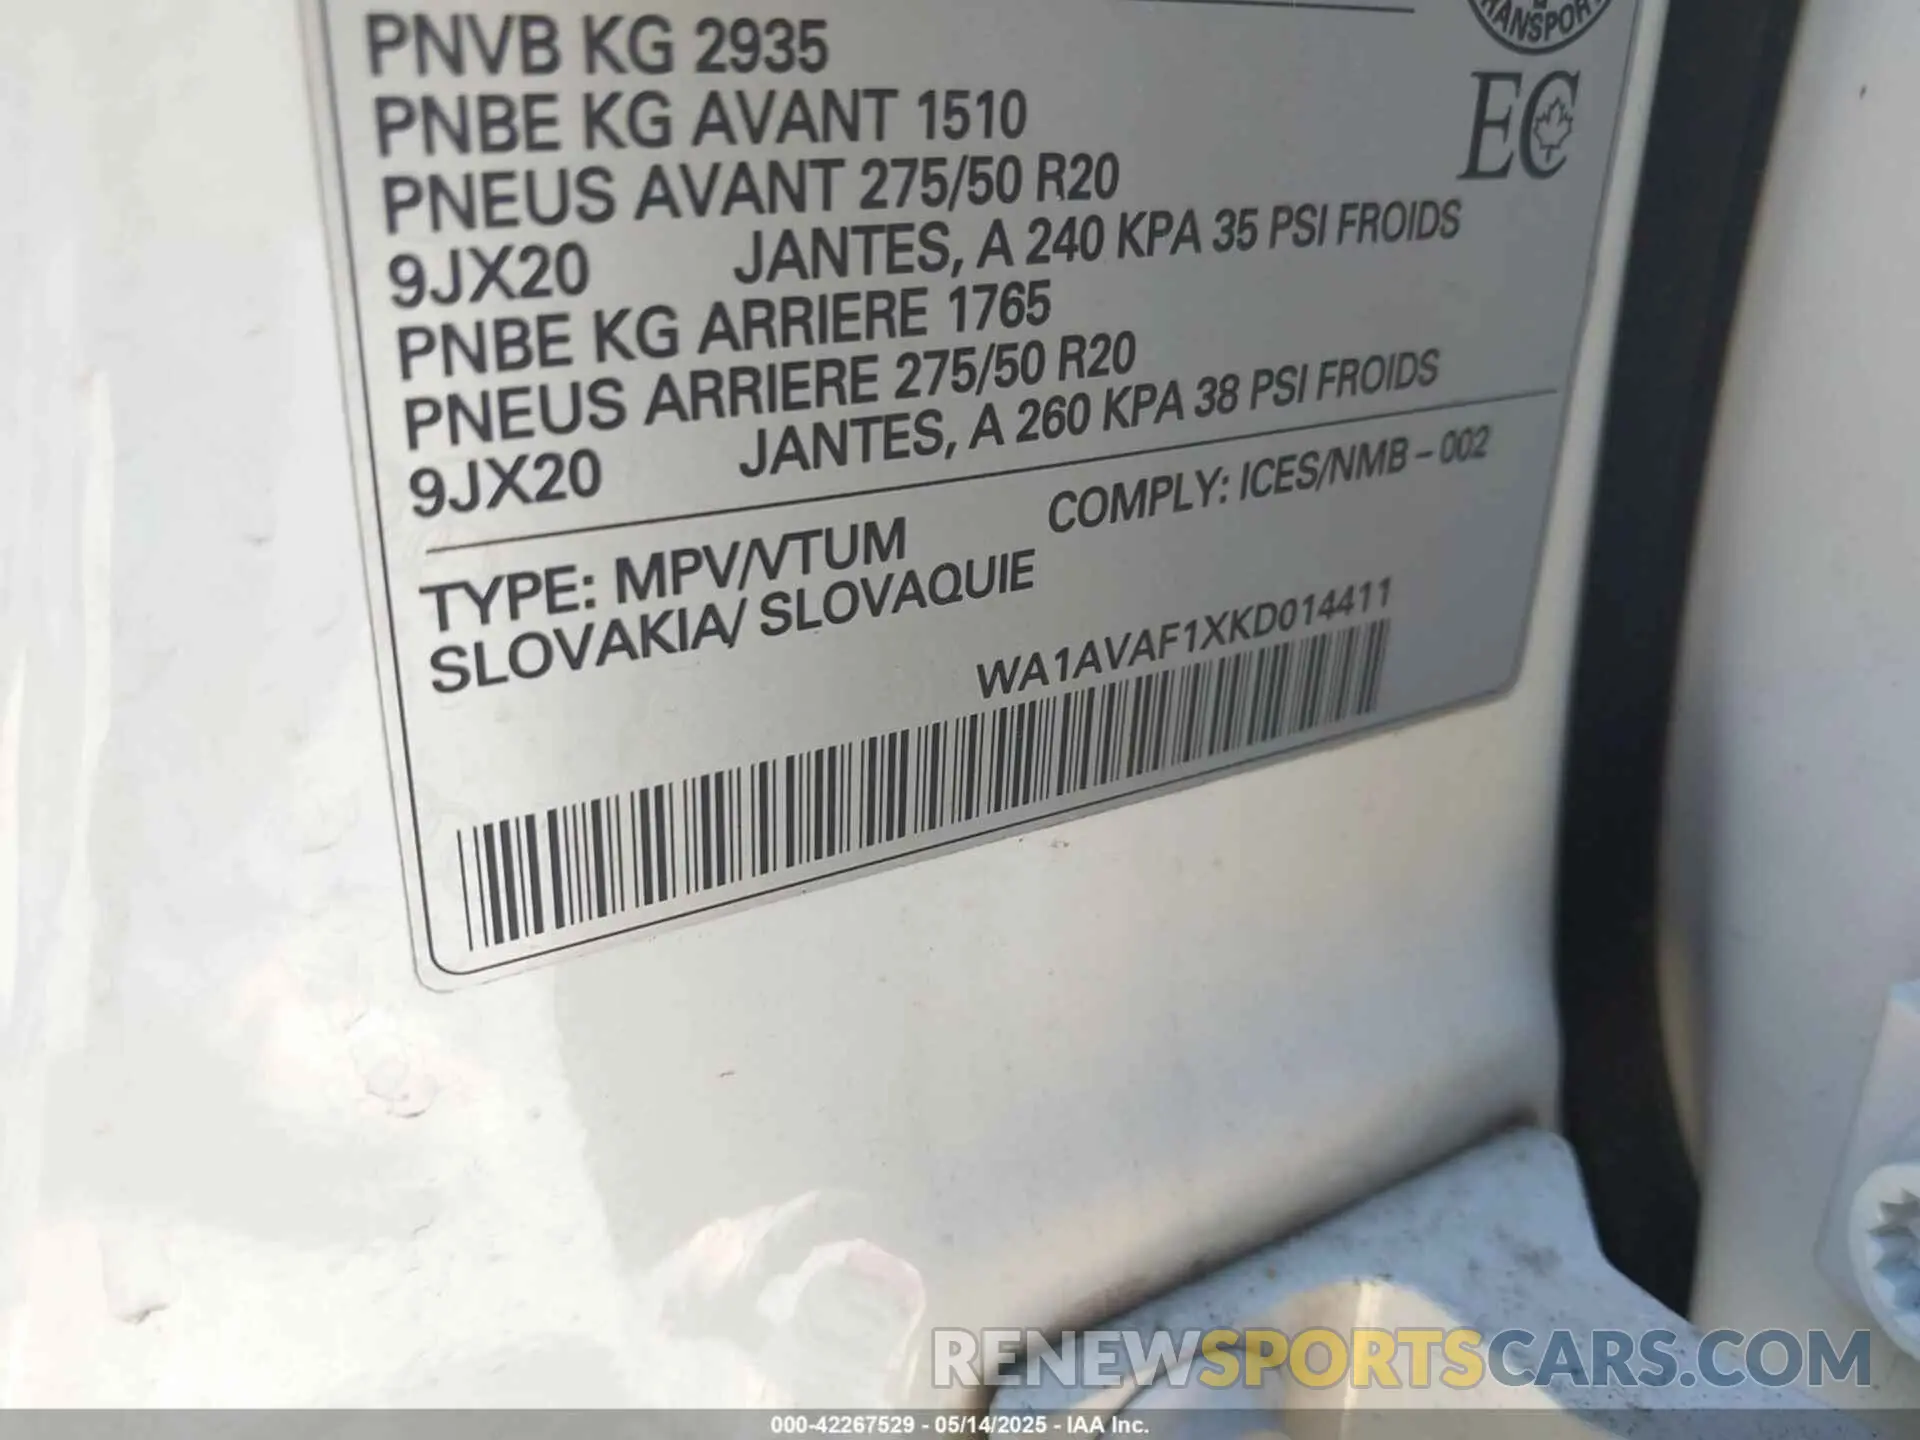 TRANSPORT
PNVB KG 2935
PNBE KG AVANT 1510
EC
PNEUS AVANT 275/50 R20
9JX20 JANTES, A 240 KPA 35 PSI FROIDS
PNBE KG ARRIERE 1765
PNEUS ARRIERE 275/50 R20
9JX20 JANTES, A 260 KPA 38 PSI FROIDS
TYPE: MPV/VTUM COMPLY: ICES/NMB-002
SLOVAKIA/ SLOVAQUIE
WA1AVAF1XKD014411
RENEWSPORTSCARS.COM
000-42267529 - 05/14/2025 - IAA Inc.